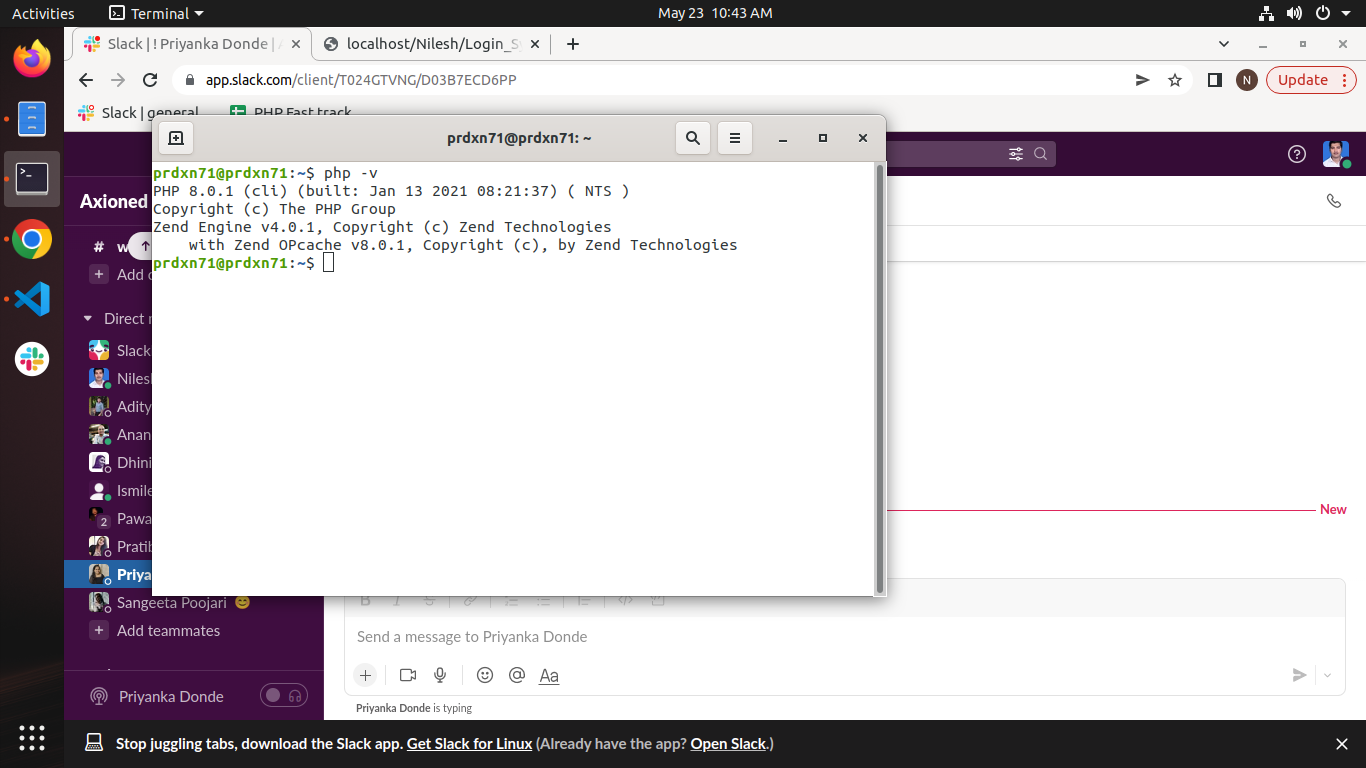 Activities
Terminal
May 23 10:43 AM
Slack | ! Priyanka Donde |
localhost/Nilesh/Login_S
app.slack.com/client/T024GTVNG/D03B7ECD6PP
N
Update
Slack | general
PHP Fast track
prdxn71@prdxn71: ~
prdxn71@prdxn71:~$ php -v
PHP 8.0.1 (cli) (built: Jan 13 2021 08:21:37) ( NTS )
Copyright (c) The PHP Group
Zend Engine v4.0.1, Copyright (c) Zend Technologies
with Zend OPcache v8.0.1, Copyright (c), by Zend Technologies
prdxn71@prdxn71:~$
Axioned
# w
Add
Direct
Slack
Niles
Adity
Anan
Dhini
Ismile
2 Pawa
Pratib
Priya
Sangeeta Poojari 😊
Add teammates
Priyanka Donde
New
Send a message to Priyanka Donde
Aa
Priyanka Donde is typing
Stop juggling tabs, download the Slack app. Get Slack for Linux (Already have the app? Open Slack.)